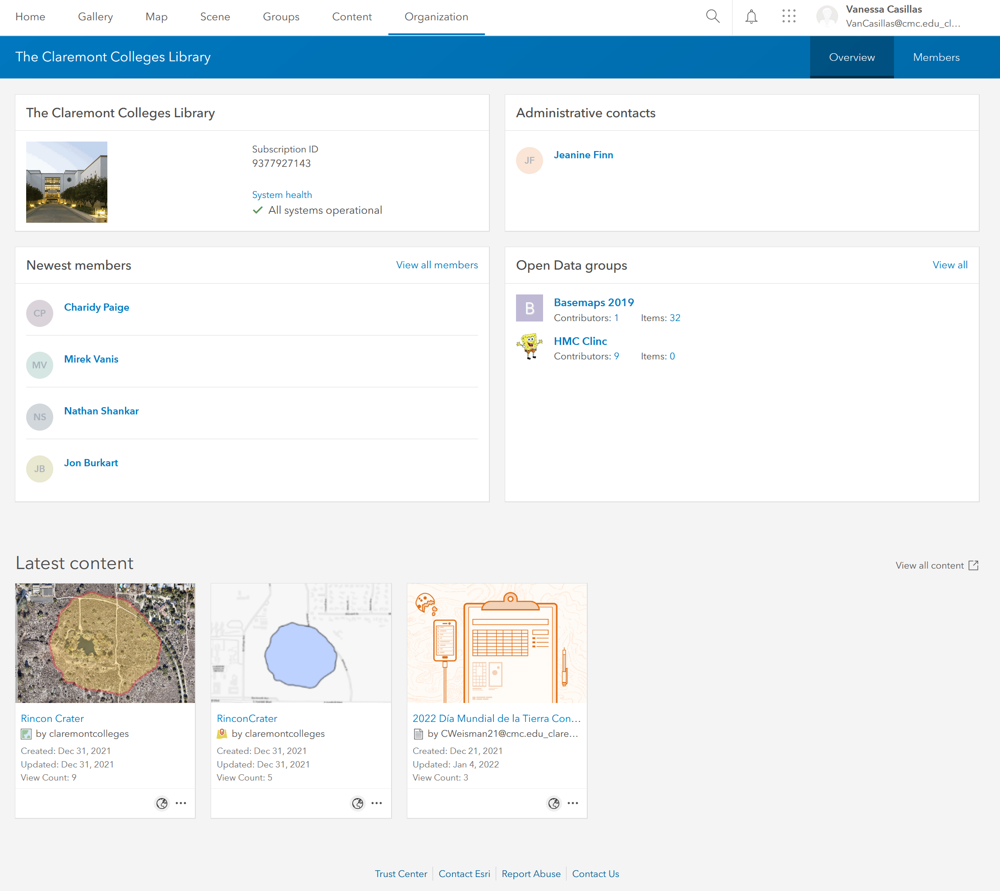 Home Gallery Map Scene Groups Content Organization
Vanessa Casillas
VanCasillas@cmc.edu_cl...
The Claremont Colleges Library
Overview Members
The Claremont Colleges Library
Subscription ID
9377927143
System health
All systems operational
Administrative contacts
JF Jeanine Finn
Newest members View all members
CP Charidy Paige
MV Mirek Vanis
NS Nathan Shankar
JB Jon Burkart
Open Data groups View all
B Basemaps 2019
Contributors: 1 Items: 32
HMC Clinc
Contributors: 9 Items: 0
Latest content View all content
Rincon Crater
by claremontcolleges
Created: Dec 31, 2021
Updated: Dec 31, 2021
View Count: 9
RinconCrater
by claremontcolleges
Created: Dec 31, 2021
Updated: Dec 31, 2021
View Count: 5
2022 Día Mundial de la Tierra Con...
by CWeisman21@cmc.edu_clare...
Created: Dec 21, 2021
Updated: Jan 4, 2022
View Count: 3
Trust Center Contact Esri Report Abuse Contact Us